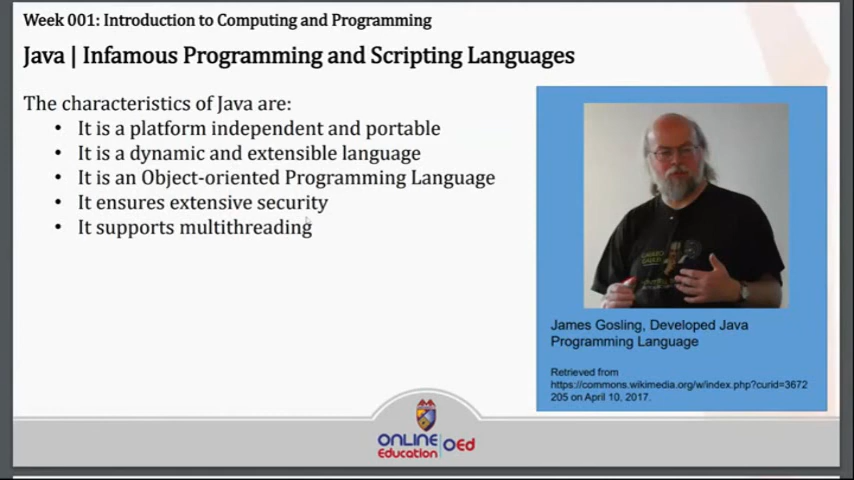 Week 001: Introduction to Computing and Programming
Java | Infamous Programming and Scripting Languages
The characteristics of Java are:
• It is a platform independent and portable
• It is a dynamic and extensible language
• It is an Object-oriented Programming Language
• It ensures extensive security
• It supports multithreading
James Gosling, Developed Java
Programming Language
Retrieved from
https://commons.wikimedia.org/w/index.php?curid=3672
205 on April 10, 2017.
ONLINE
Education
OEd